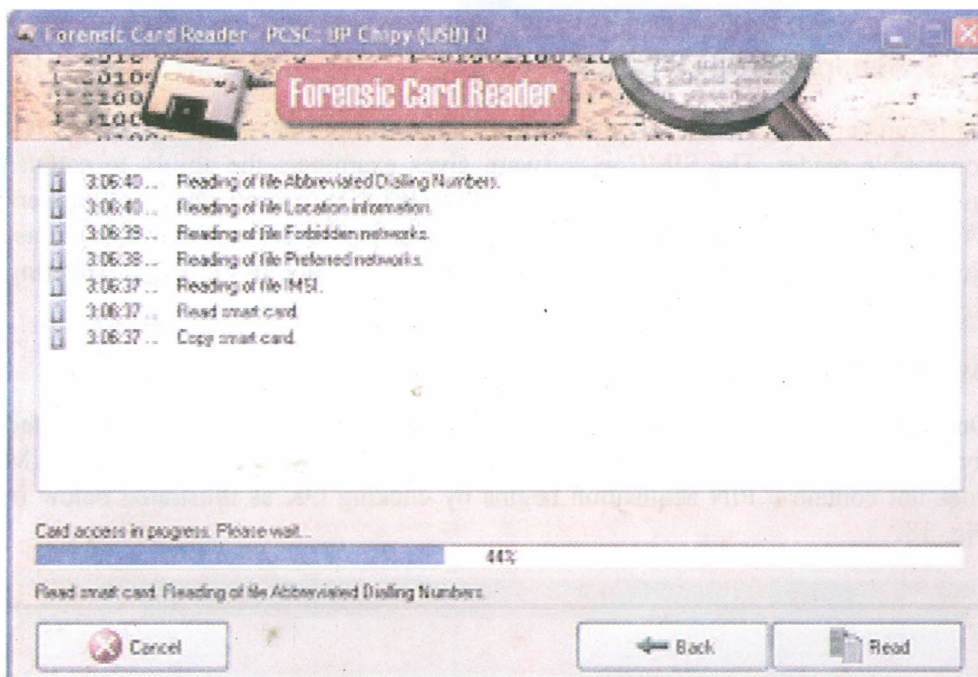 Forensic Card Reader - PCSC: BP Chipy (USB) 0
Forensic Card Reader
3:06:40... Reading of file Abbreviated Dialling Numbers.
3:06:40... Reading of file Location information.
3:06:39... Reading of file Forbidden networks.
3:06:38... Reading of file Preferred networks.
3:06:37... Reading of file IMSI.
3:06:37... Read smart card.
3:06:37... Copy smart card.
Card access in progress. Please wait...
44%
Read smart card. Reading of file Abbreviated Dialling Numbers.
Cancel
Back
Read